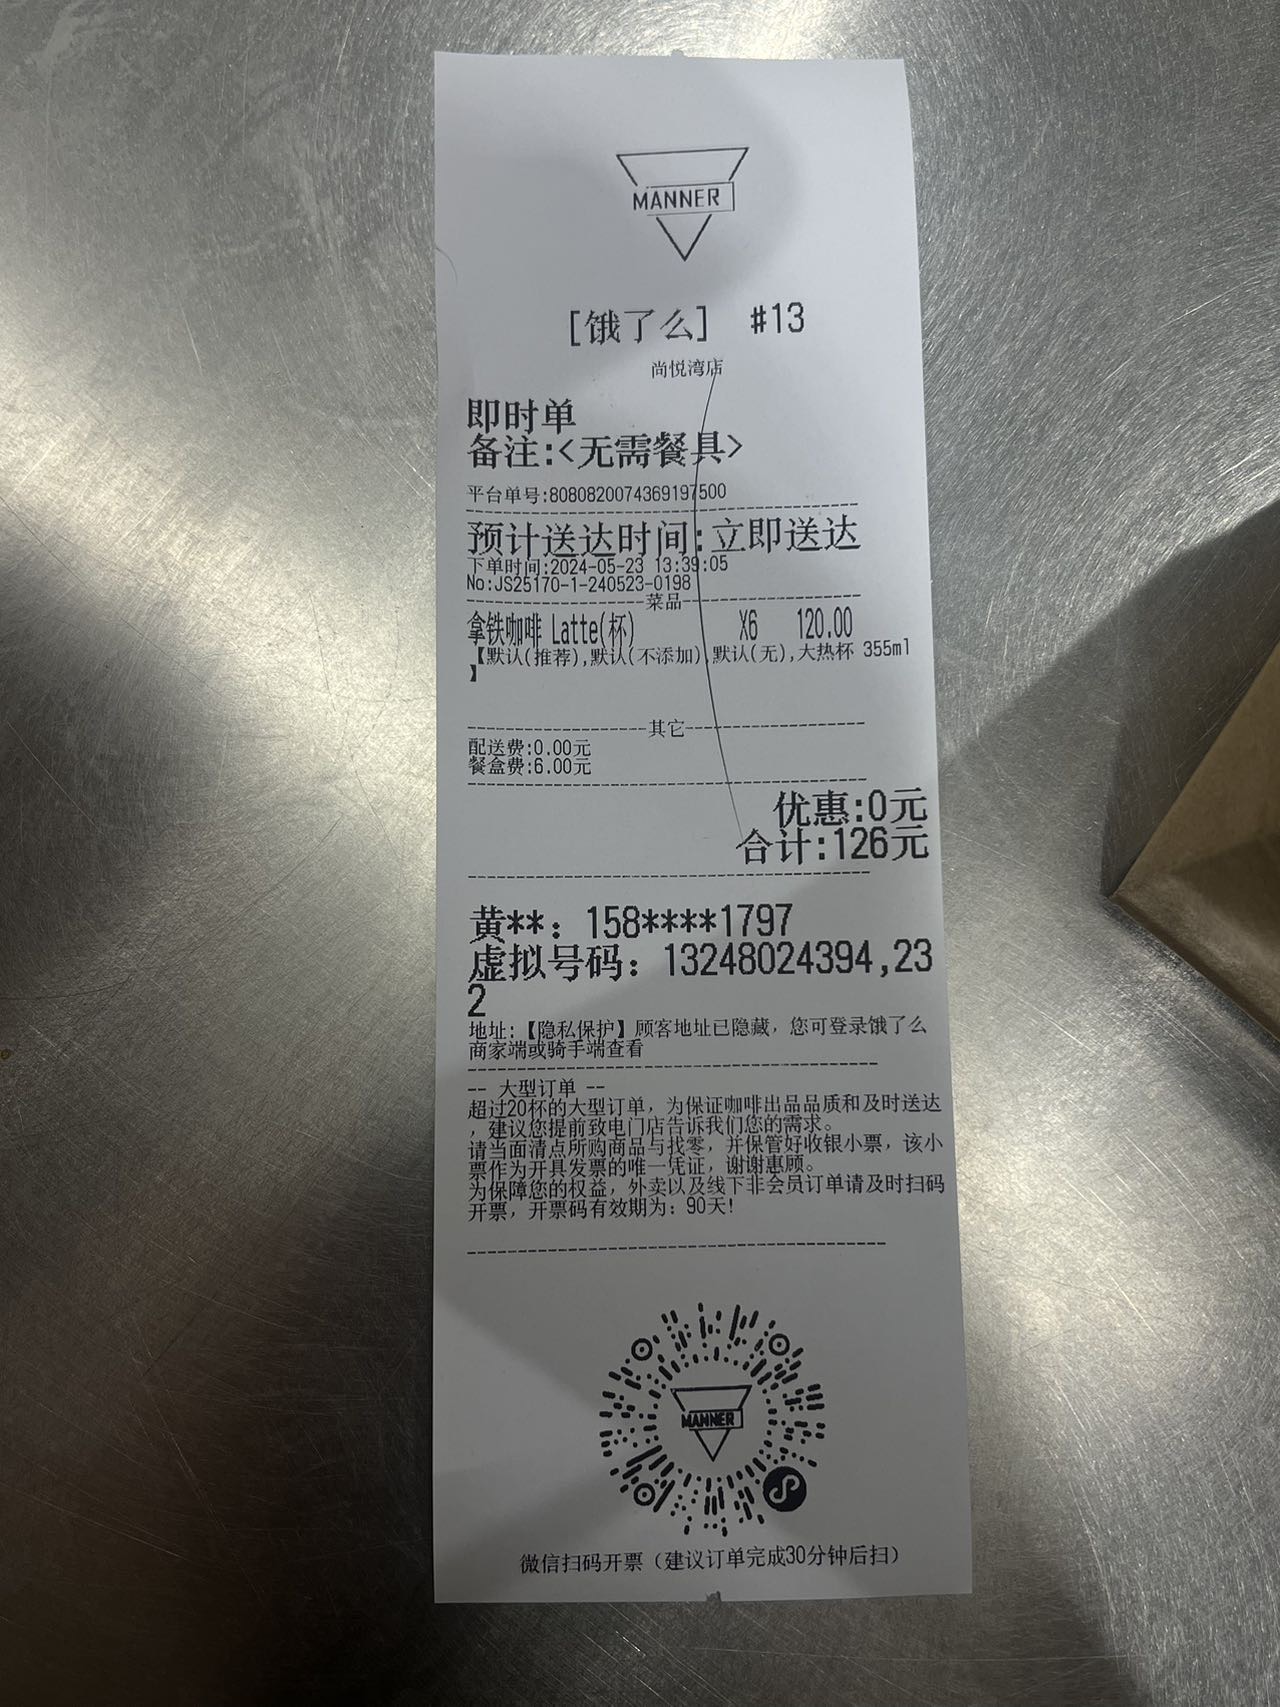 MANNER
[饿了么] #13
尚悦湾店
即时单
备注:<无需餐具>
平台单号:8080820074369197500
预计送达时间:立即送达
下单时间:2024-05-23 13:39:05
No:JS25170-1-240523-0198
菜品
拿铁咖啡 Latte(杯) X6 120.00
【默认(推荐),默认(不添加),默认(无),大热杯 355ml
】
其它
配送费:0.00元
餐盒费:6.00元
优惠:0元
合计:126元
黄**: 158****1797
虚拟号码: 13248024394,23
2
地址:【隐私保护】顾客地址已隐藏，您可登录饿了么
商家端或骑手端查看
-- 大型订单 --
超过20杯的大型订单，为保证咖啡出品品质和及时送达
，建议您提前致电门店告诉我们您的需求。
请当面清点所购商品与找零，并保管好收银小票，该小
票作为开具发票的唯一凭证，谢谢惠顾。
为保障您的权益，外卖以及线下非会员订单请及时扫码
开票，开票码有效期为: 90天!
MANNER
微信扫码开票（建议订单完成30分钟后扫）